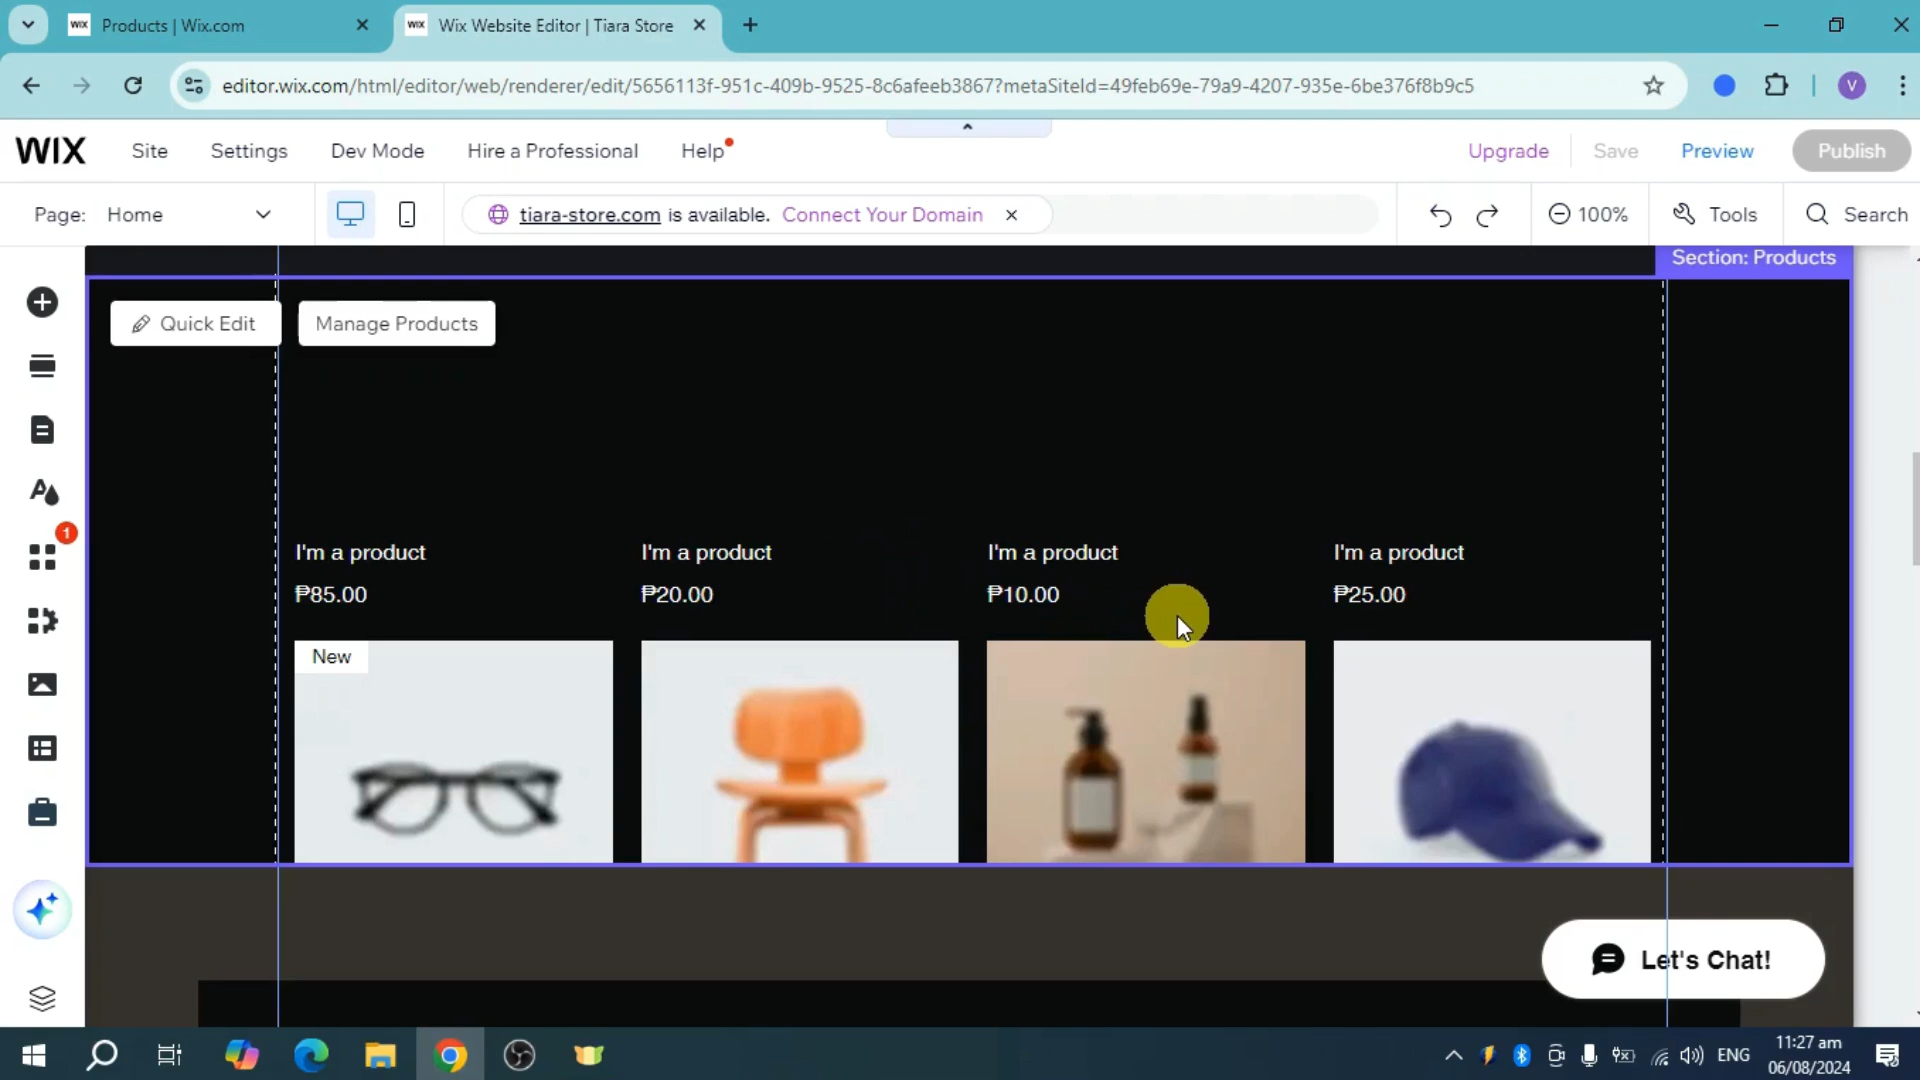 WIX Products | Wix.com
WIX Wix Website Editor | Tiara Store
editor.wix.com/html/editor/web/renderer/edit/5656113f-951c-409b-9525-8c6afeeb3867?metaSiteId=49feb69e-79a9-4207-935e-6be376f8b9c5
V
WIX Site Settings Dev Mode Hire a Professional Help Upgrade Save Preview Publish
Page: Home tiara-store.com is available. Connect Your Domain 100% Tools Search
Section: Products
Quick Edit Manage Products
1
I'm a product I'm a product I'm a product I'm a product
₱85.00 ₱20.00 ₱10.00 ₱25.00
New
Let's Chat!
ENG 11:27 am
06/08/2024